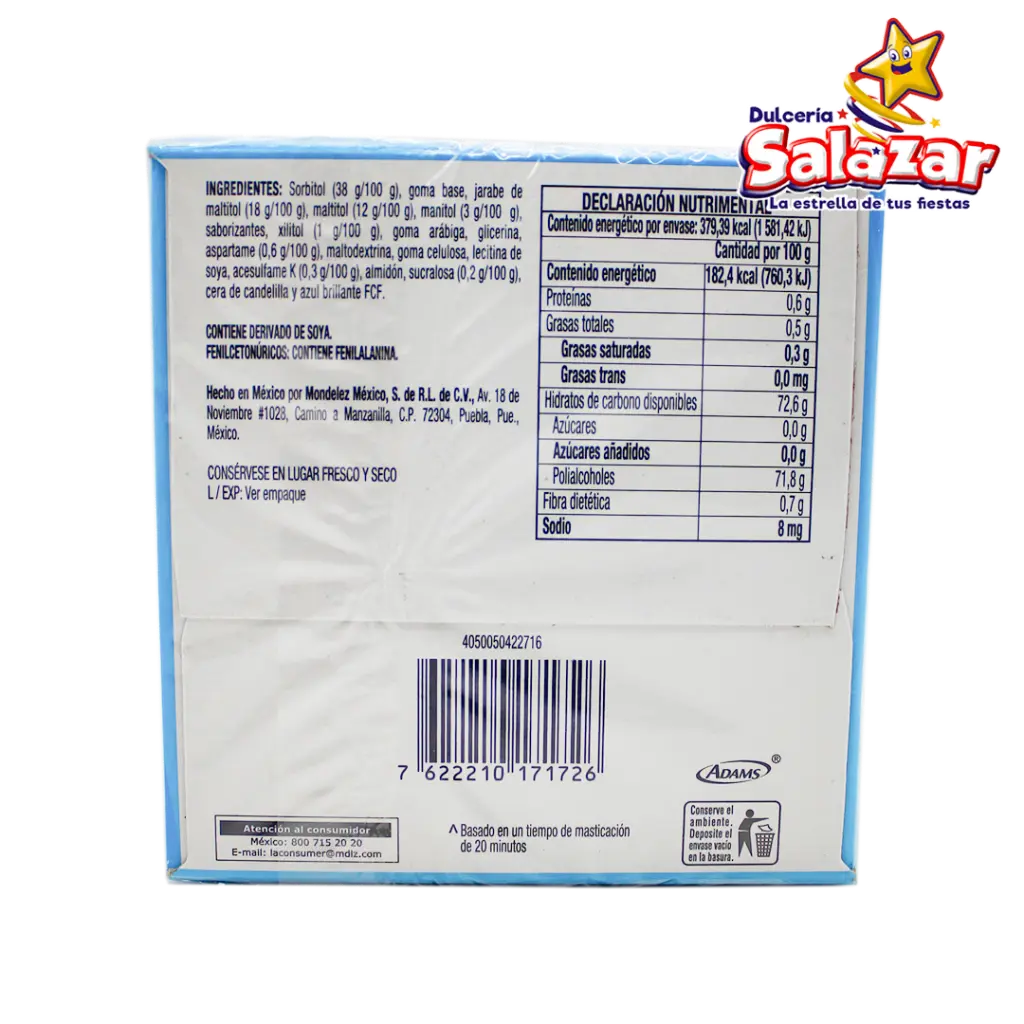 Dulcería
Salazar
La estrella de tus fiestas
INGREDIENTES: Sorbitol (38 g/100 g), goma base, jarabe de
maltitol (18 g/100 g), maltitol (12 g/100 g), manitol (3 g/100 g),
saborizantes, xilitol (1 g/100 g), goma arábiga, glicerina,
aspartame (0,6 g/100 g), maltodextrina, goma celulosa, lecitina de
soya, acesulfame K (0,3 g/100 g), almidón, sucralosa (0,2 g/100 g),
cera de candelilla y azul brillante FCF.
CONTIENE DERIVADO DE SOYA.
FENILCETONÚRICOS: CONTIENE FENILALANINA.
Hecho en México por Mondelez México, S. de R.L. de C.V., Av. 18 de
Noviembre #1028, Camino a Manzanilla, C.P. 72304, Puebla, Pue.,
México.
CONSÉRVESE EN LUGAR FRESCO Y SECO
L / EXP: Ver empaque
DECLARACIÓN NUTRIMENTAL
Contenido energético por envase: 379,39 kcal (1 581,42 kJ)
Cantidad por 100 g
Contenido energético 182,4 kcal (760,3 kJ)
Proteínas 0,6 g
Grasas totales 0,5 g
Grasas saturadas 0,3 g
Grasas trans 0,0 mg
Hidratos de carbono disponibles 72,6 g
Azúcares 0,0 g
Azúcares añadidos 0,0 g
Polialcoholes 71,8 g
Fibra dietética 0,7 g
Sodio 8 mg
4050050422716
7 622210 171726
ADAMS®
Atención al consumidor
México: 800 715 20 20
E-mail: laconsumer@mdlz.com
^ Basado en un tiempo de masticación
de 20 minutos
Conserve el
ambiente.
Deposite el
envase vacío
en la basura.